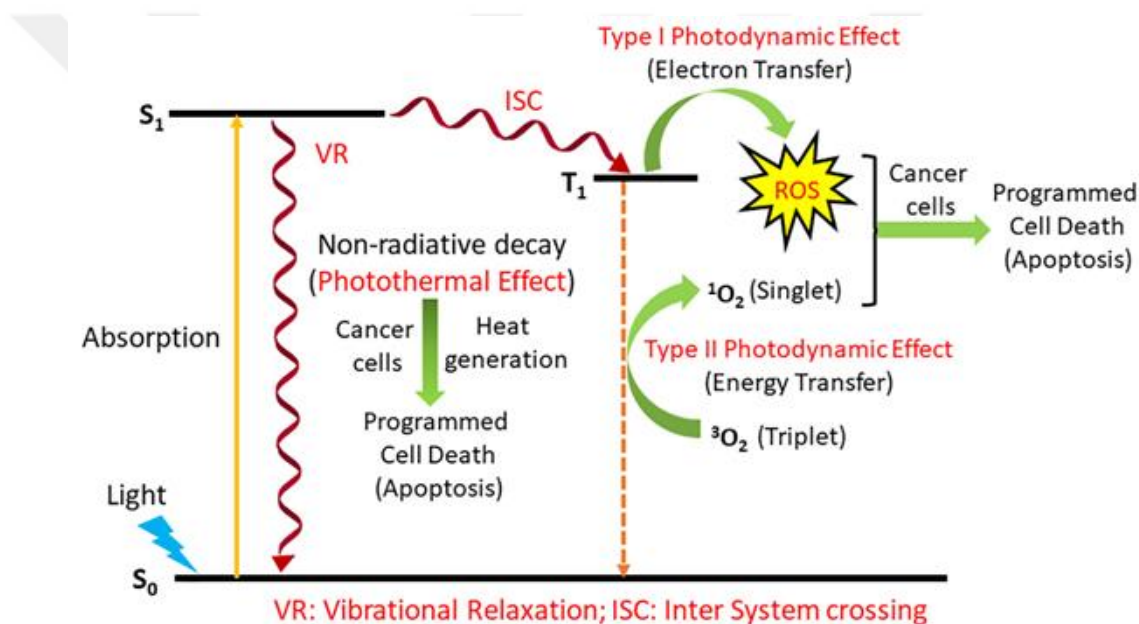 Type I Photodynamic Effect
(Electron Transfer)
ISC
S₁
VR
T₁
ROS
Cancer
cells
Programmed
Cell Death
(Apoptosis)
Non-radiative decay
(Photothermal Effect)
¹O₂ (Singlet)
Absorption
Cancer
cells
Heat
generation
Type II Photodynamic Effect
(Energy Transfer)
Programmed
Cell Death
(Apoptosis)
³O₂ (Triplet)
Light
S₀
VR: Vibrational Relaxation; ISC: Inter System crossing